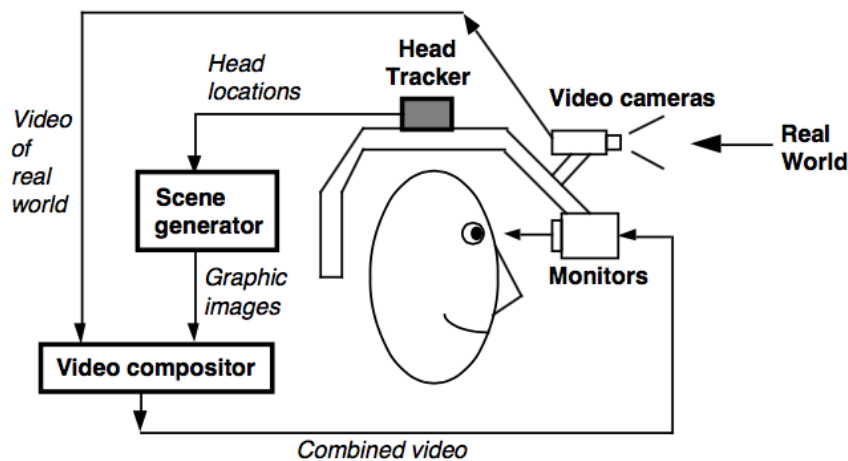 Head
Tracker
Head
locations
Video cameras
Real
World
Video
of
real
world
Scene
generator
Monitors
Graphic
images
Video compositor
Combined video